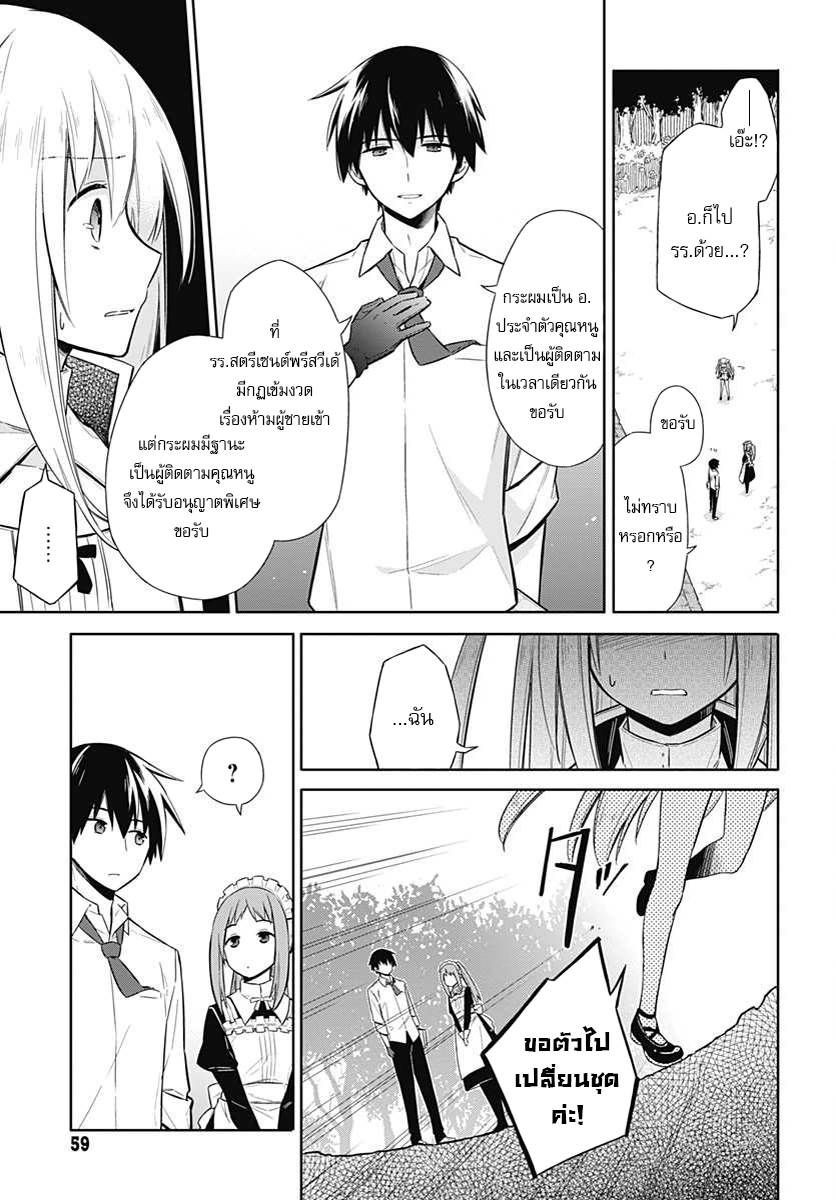 เอ๊ะ!?
อ.ก็ไป
รร.ด้วย...?
ขอรับ
ไม่ทราบ
หรอกหรือ
?
กระผมเป็น อ.
ประจำตัวคุณหนู
และเป็นผู้ติดตาม
ในเวลาเดียวกัน
ขอรับ
ที่
รร.สตรีเซนต์พรีสวีเด้
มีกฏเข้มงวด
เรื่องห้ามผู้ชายเข้า
แต่กระผมมีฐานะ
เป็นผู้ติดตามคุณหนู
จึงได้รับอนุญาตพิเศษ
ขอรับ
......
...ฉัน
ダッ
ขอตัวไป
เปลี่ยนชุด
ค่ะ!
?
59